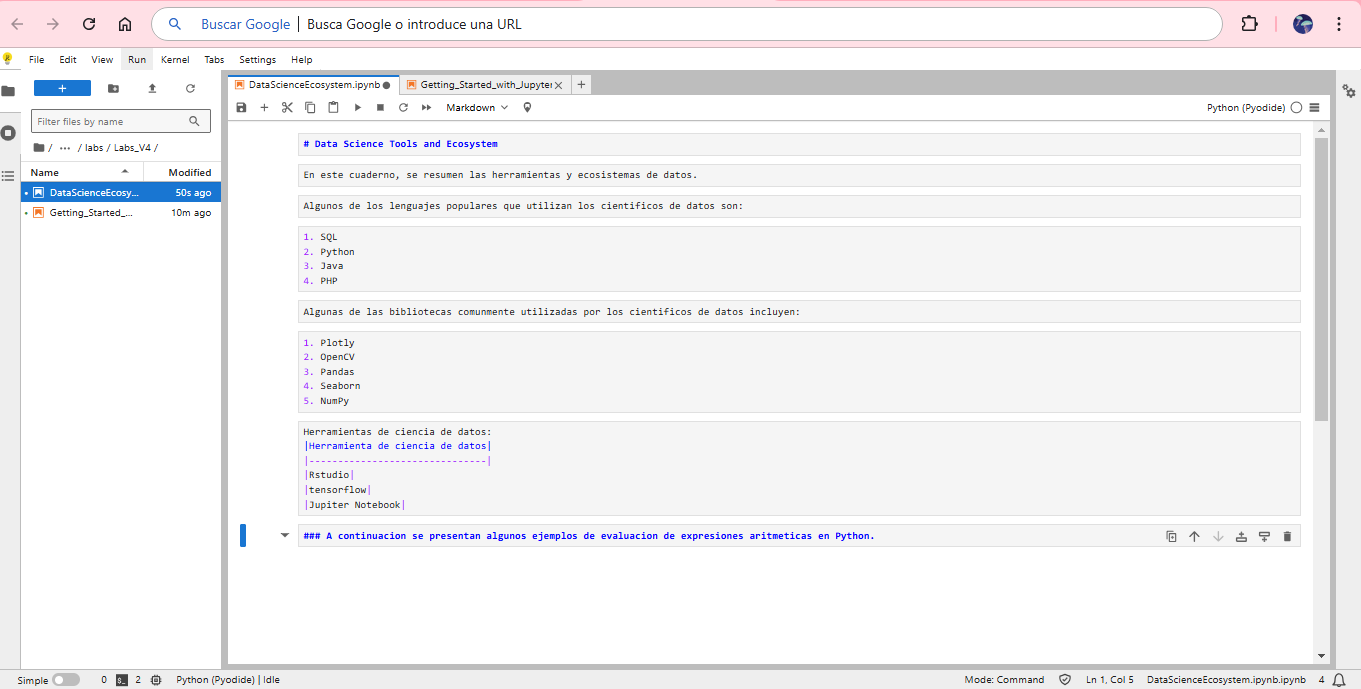 Buscar Google | Busca Google o introduce una URL
File Edit View Run Kernel Tabs Settings Help
+
Filter files by name
/ ··· / labs / Labs_V4 /
Name Modified
DataScienceEcosy... 50s ago
Getting_Started_... 10m ago
DataScienceEcosystem.ipynb Getting_Started_with_Jupyter +
Markdown
Python (Pyodide)
# Data Science Tools and Ecosystem
En este cuaderno, se resumen las herramientas y ecosistemas de datos.
Algunos de los lenguajes populares que utilizan los cientificos de datos son:
1. SQL
2. Python
3. Java
4. PHP
Algunas de las bibliotecas comunmente utilizadas por los cientificos de datos incluyen:
1. Plotly
2. OpenCV
3. Pandas
4. Seaborn
5. NumPy
Herramientas de ciencia de datos:
|Herramienta de ciencia de datos|
|-------------------------------|
|Rstudio|
|tensorflow|
|Jupiter Notebook|
### A continuacion se presentan algunos ejemplos de evaluacion de expresiones aritmeticas en Python.
Simple 0 2 Python (Pyodide) | Idle Mode: Command Ln 1, Col 5 DataScienceEcosystem.ipynb.ipynb 4